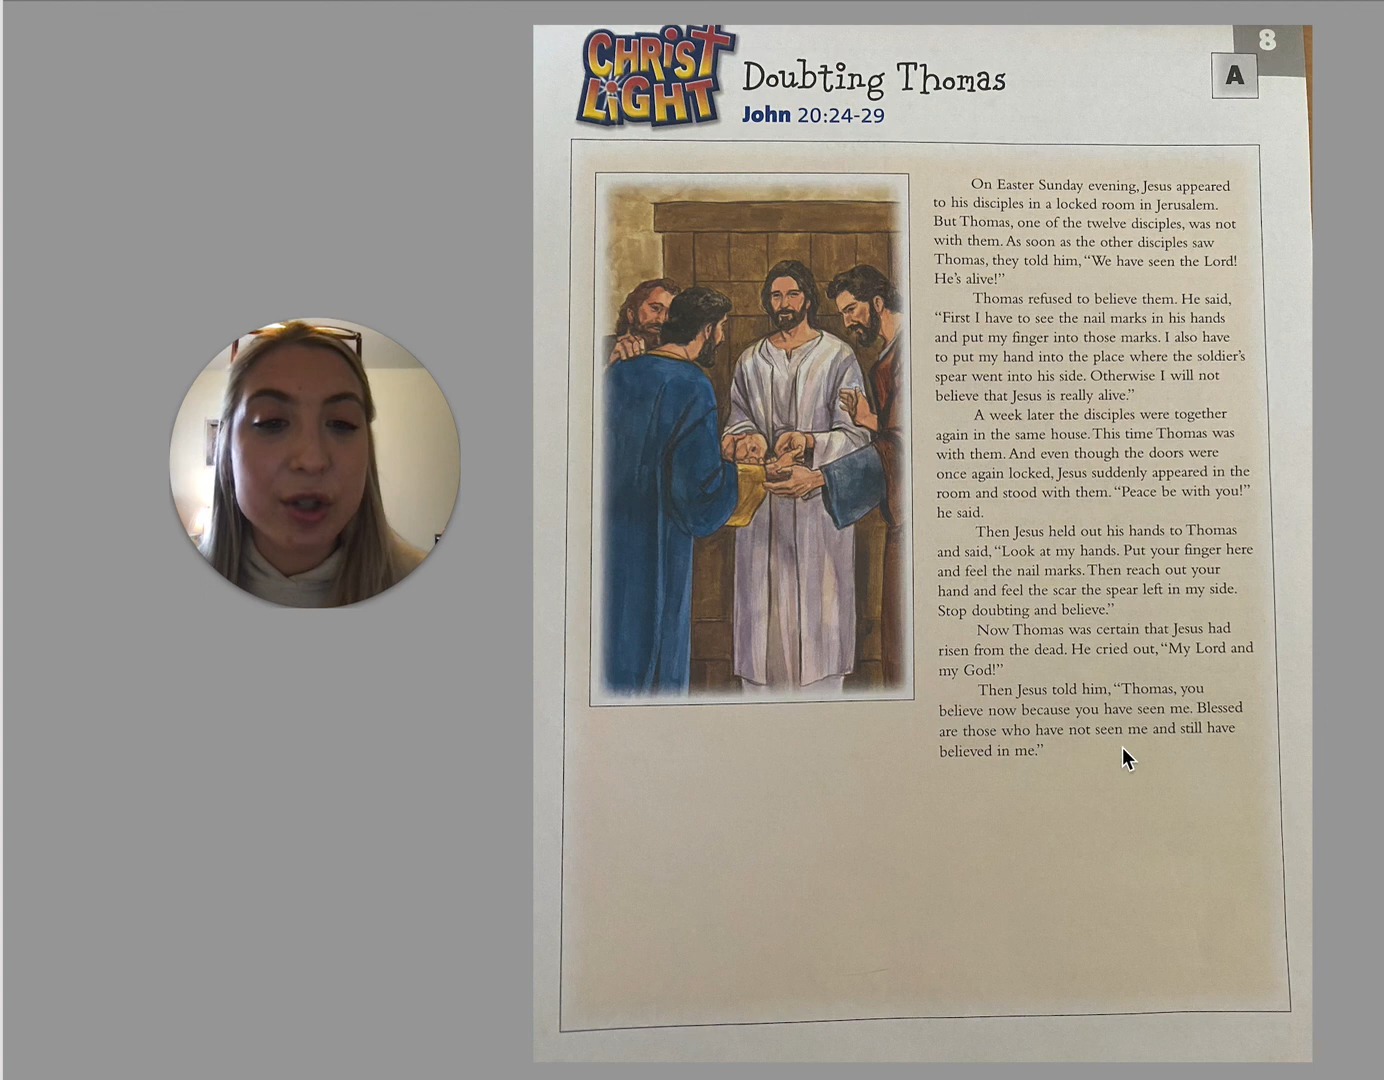 CHRIST
LIGHT
Doubting Thomas
John 20:24-29
8
A
On Easter Sunday evening, Jesus appeared
to his disciples in a locked room in Jerusalem.
But Thomas, one of the twelve disciples, was not
with them. As soon as the other disciples saw
Thomas, they told him, “We have seen the Lord!
He’s alive!”
Thomas refused to believe them. He said,
“First I have to see the nail marks in his hands
and put my finger into those marks. I also have
to put my hand into the place where the soldier’s
spear went into his side. Otherwise I will not
believe that Jesus is really alive.”
A week later the disciples were together
again in the same house. This time Thomas was
with them. And even though the doors were
once again locked, Jesus suddenly appeared in the
room and stood with them. “Peace be with you!”
he said.
Then Jesus held out his hands to Thomas
and said, “Look at my hands. Put your finger here
and feel the nail marks. Then reach out your
hand and feel the scar the spear left in my side.
Stop doubting and believe.”
Now Thomas was certain that Jesus had
risen from the dead. He cried out, “My Lord and
my God!”
Then Jesus told him, “Thomas, you
believe now because you have seen me. Blessed
are those who have not seen me and still have
believed in me.”